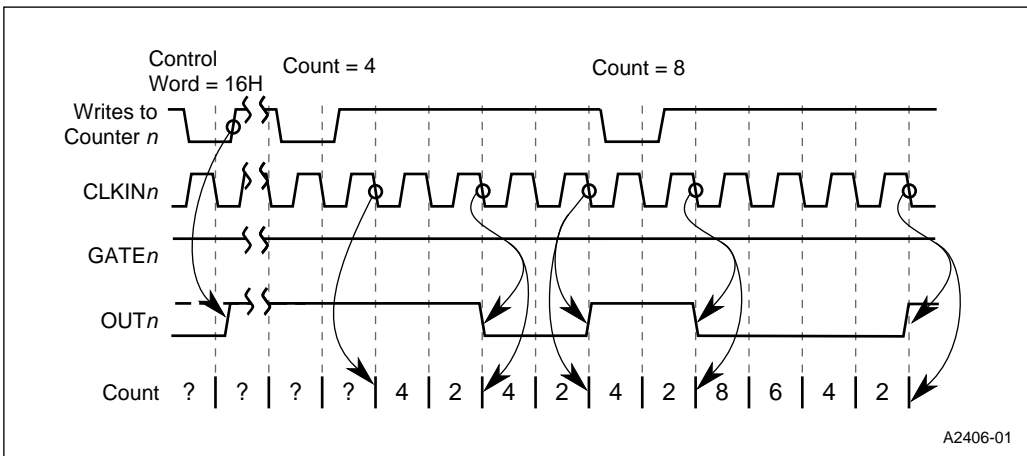 Control
Word = 16H
Count = 4
Count = 8
Writes to
Counter n
CLKINn
GATEn
OUTn
Count ? ? ? ? 4 2 4 2 4 2 8 6 4 2
A2406-01